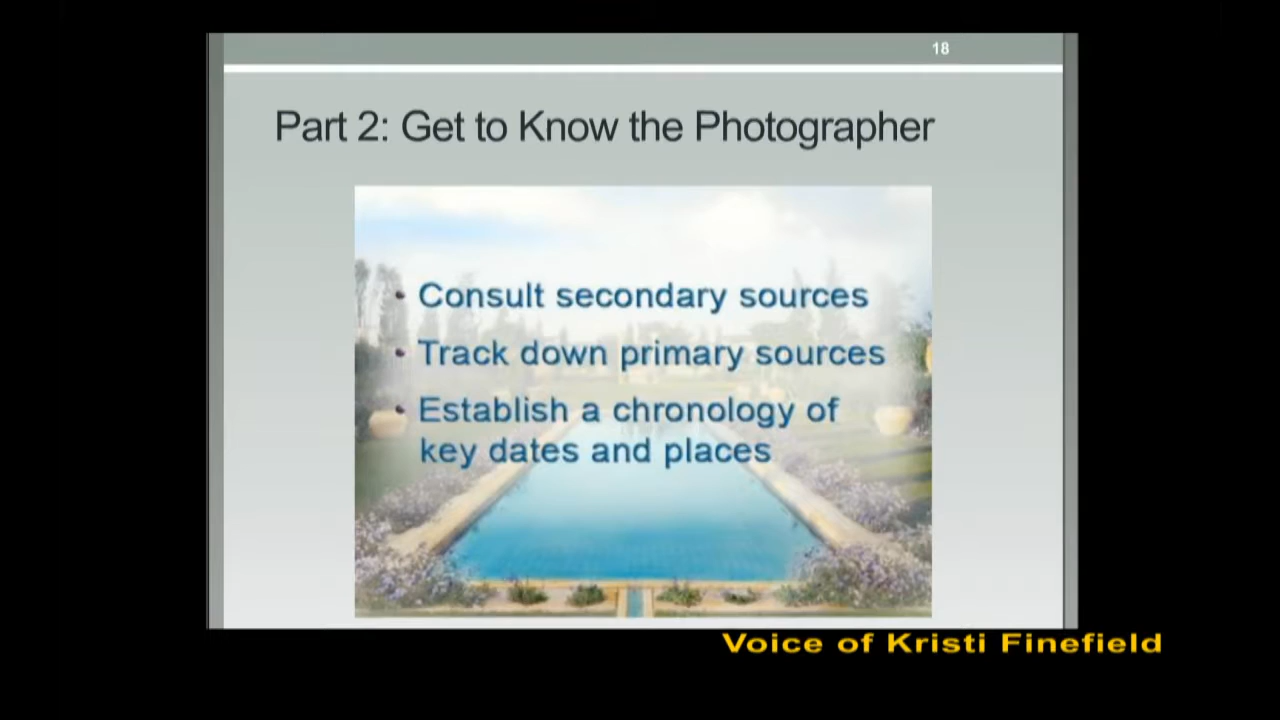 18
Part 2: Get to Know the Photographer
• Consult secondary sources
• Track down primary sources
• Establish a chronology of
key dates and places
Voice of Kristi Finefield